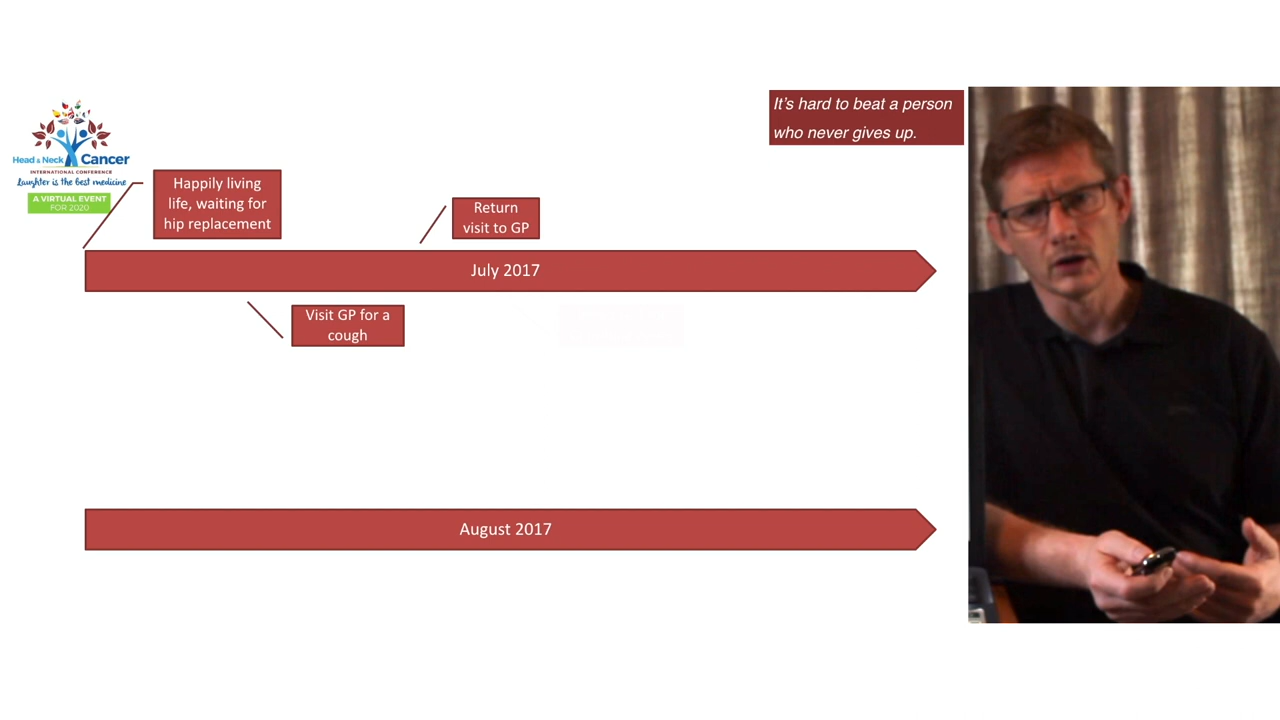 It's hard to beat a person
who never gives up.
Head & Neck Cancer
INTERNATIONAL CONFERENCE
Laughter is the best medicine
A VIRTUAL EVENT
FOR 2020
Happily living
life, waiting for
hip replacement
Return
visit to GP
July 2017
Visit GP for a
cough
August 2017